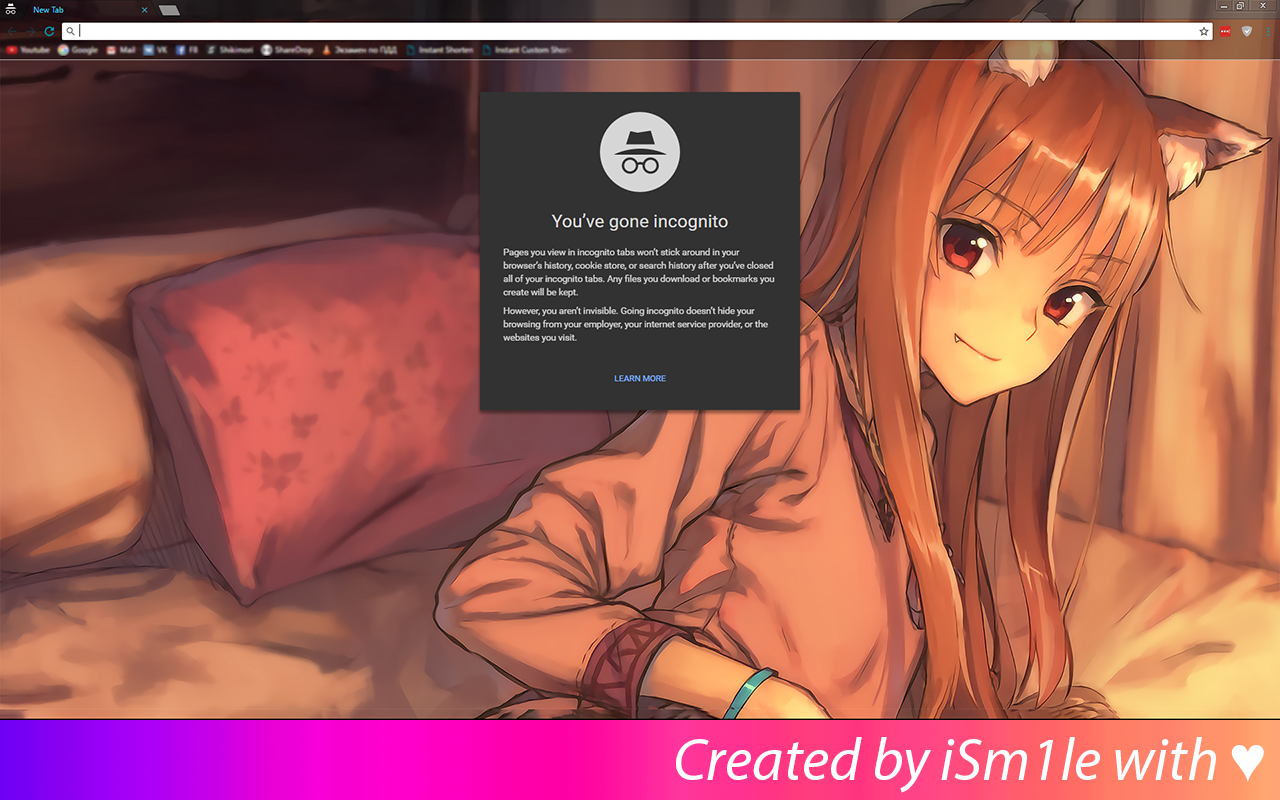 New Tab
Youtube Google Mail VK FB Shikimori ShareDrop Экзамен по ПДД Instant Shorten Instant Custom Short
You’ve gone incognito
Pages you view in incognito tabs won’t stick around in your
browser’s history, cookie store, or search history after you’ve closed
all of your incognito tabs. Any files you download or bookmarks you
create will be kept.
However, you aren’t invisible. Going incognito doesn’t hide your
browsing from your employer, your internet service provider, or the
websites you visit.
LEARN MORE
Created by iSm1le with ♥